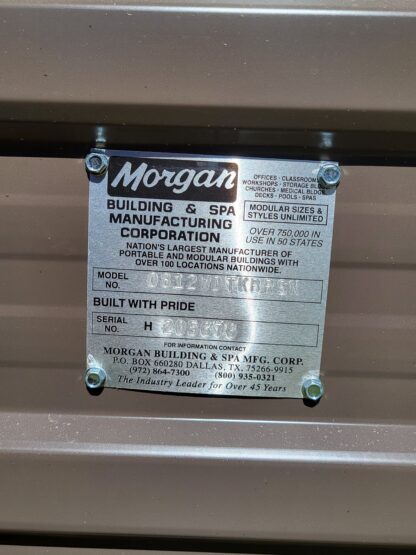 Morgan
OFFICES · CLASSROOMS
WORKSHOPS · STORAGE BLDGS
CHURCHES · MEDICAL BLDGS
DECKS · POOLS · SPAS
BUILDING & SPA
MANUFACTURING
CORPORATION
MODULAR SIZES &
STYLES UNLIMITED
OVER 750,000 IN
USE IN 50 STATES
NATION'S LARGEST MANUFACTURER OF
PORTABLE AND MODULAR BUILDINGS WITH
OVER 100 LOCATIONS NATIONWIDE.
MODEL
NO.
BUILT WITH PRIDE
SERIAL
NO. H
FOR INFORMATION CONTACT
MORGAN BUILDING & SPA MFG. CORP.
P.O. BOX 660280 DALLAS, TX. 75266-9915
(972) 864-7300 (800) 935-0321
The Industry Leader for Over 45 Years